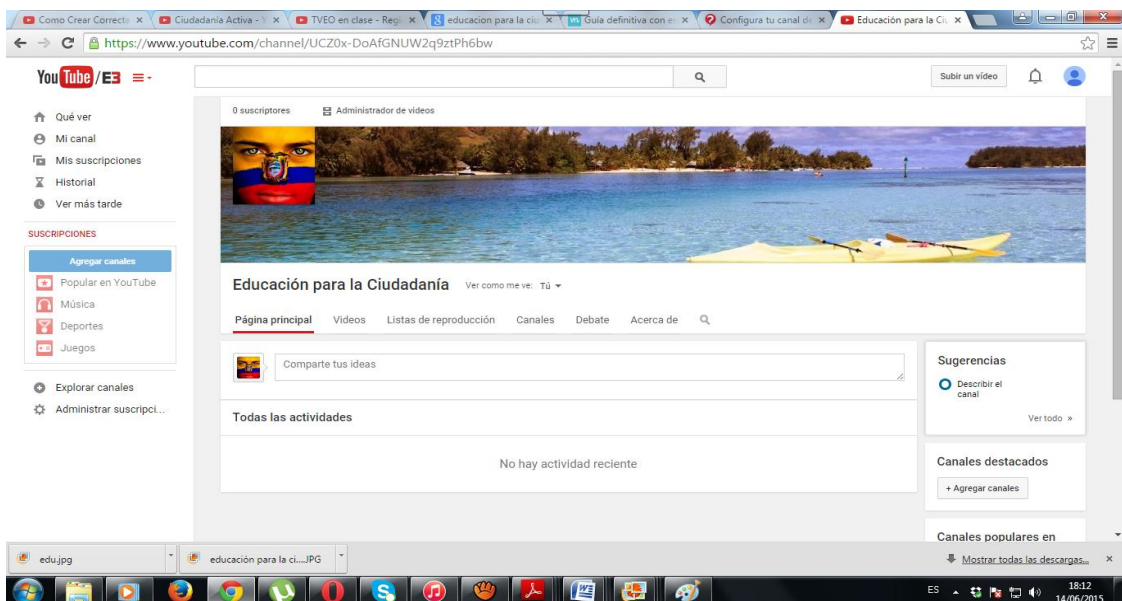 Como Crear Correcta
Ciudadanía Activa - Y
TVEO en clase - Regi
educacion para la ciu
Guía definitiva con e
Configura tu canal de
Educación para la Ciu
https://www.youtube.com/channel/UCZ0x-DoAfGNUW2q9ztPh6bw
YouTube /E3
Subir un vídeo
Qué ver
Mi canal
Mis suscripciones
Historial
Ver más tarde
SUSCRIPCIONES
Agregar canales
Popular en YouTube
Música
Deportes
Juegos
Explorar canales
Administrar suscripci...
0 suscriptores
Administrador de videos
Educación para la Ciudadanía
Ver como me ve: Tú
Página principal Videos Listas de reproducción Canales Debate Acerca de
Comparte tus ideas
Todas las actividades
No hay actividad reciente
Sugerencias
Describir el
canal
Ver todo »
Canales destacados
+ Agregar canales
Canales populares en
edu.jpg
educación para la ci....JPG
Mostrar todas las descargas...
ES
18:12
14/06/2015